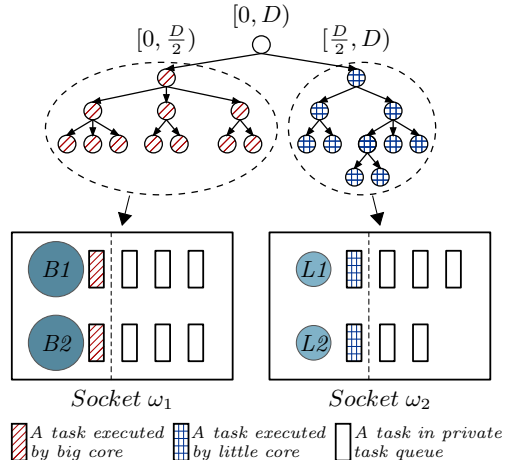 [0, D)
[0, D/2)
[D/2, D)
B1
L1
B2
L2
Socket ω₁
Socket ω₂
A task executed by big core
A task executed by little core
A task in private task queue